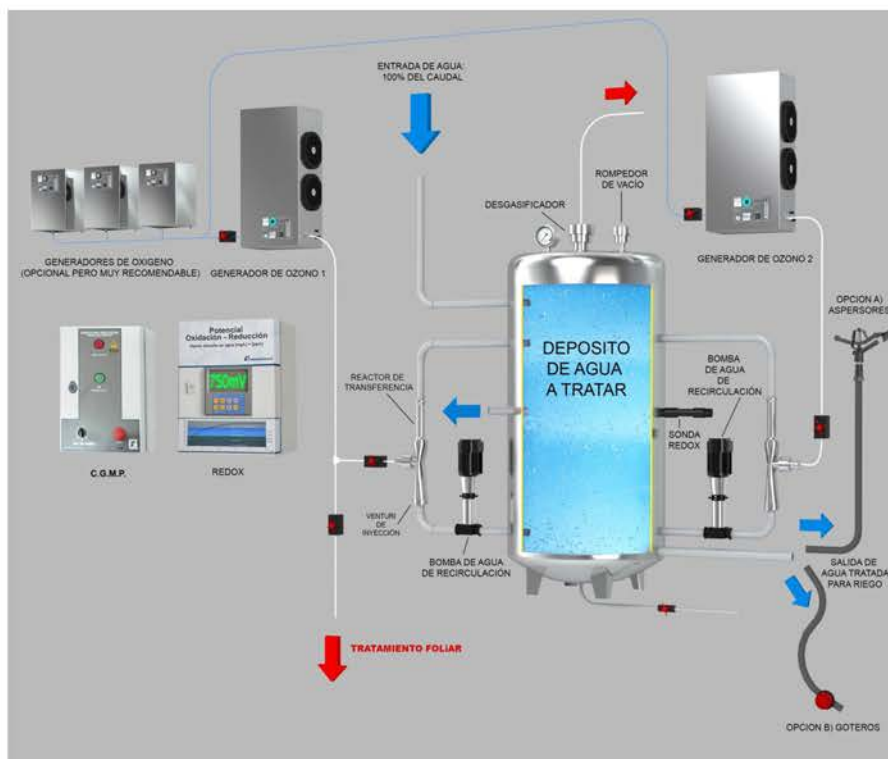 ENTRADA DE AGUA:
100% DEL CAUDAL
ROMPEDOR
DE VACÍO
DESGASIFICADOR
GENERADORES DE OXIGENO
(OPCIONAL PERO MUY RECOMENDABLE)
GENERADOR DE OZONO 1
GENERADOR DE OZONO 2
OPCION A)
ASPERSORES
Potencial
Oxidación - Reducción
750mV
DEPOSITO
DE AGUA
A TRATAR
BOMBA
DE AGUA
DE
RECIRCULACIÓN
REACTOR DE
TRANSFERENCIA
SONDA
REDOX
C.G.M.P.
REDOX
VENTURI
DE
INYECCIÓN
BOMBA DE AGUA
DE RECIRCULACIÓN
SALIDA DE
AGUA TRATADA
PARA RIEGO
TRATAMIENTO FOLIAR
OPCION B) GOTEROS